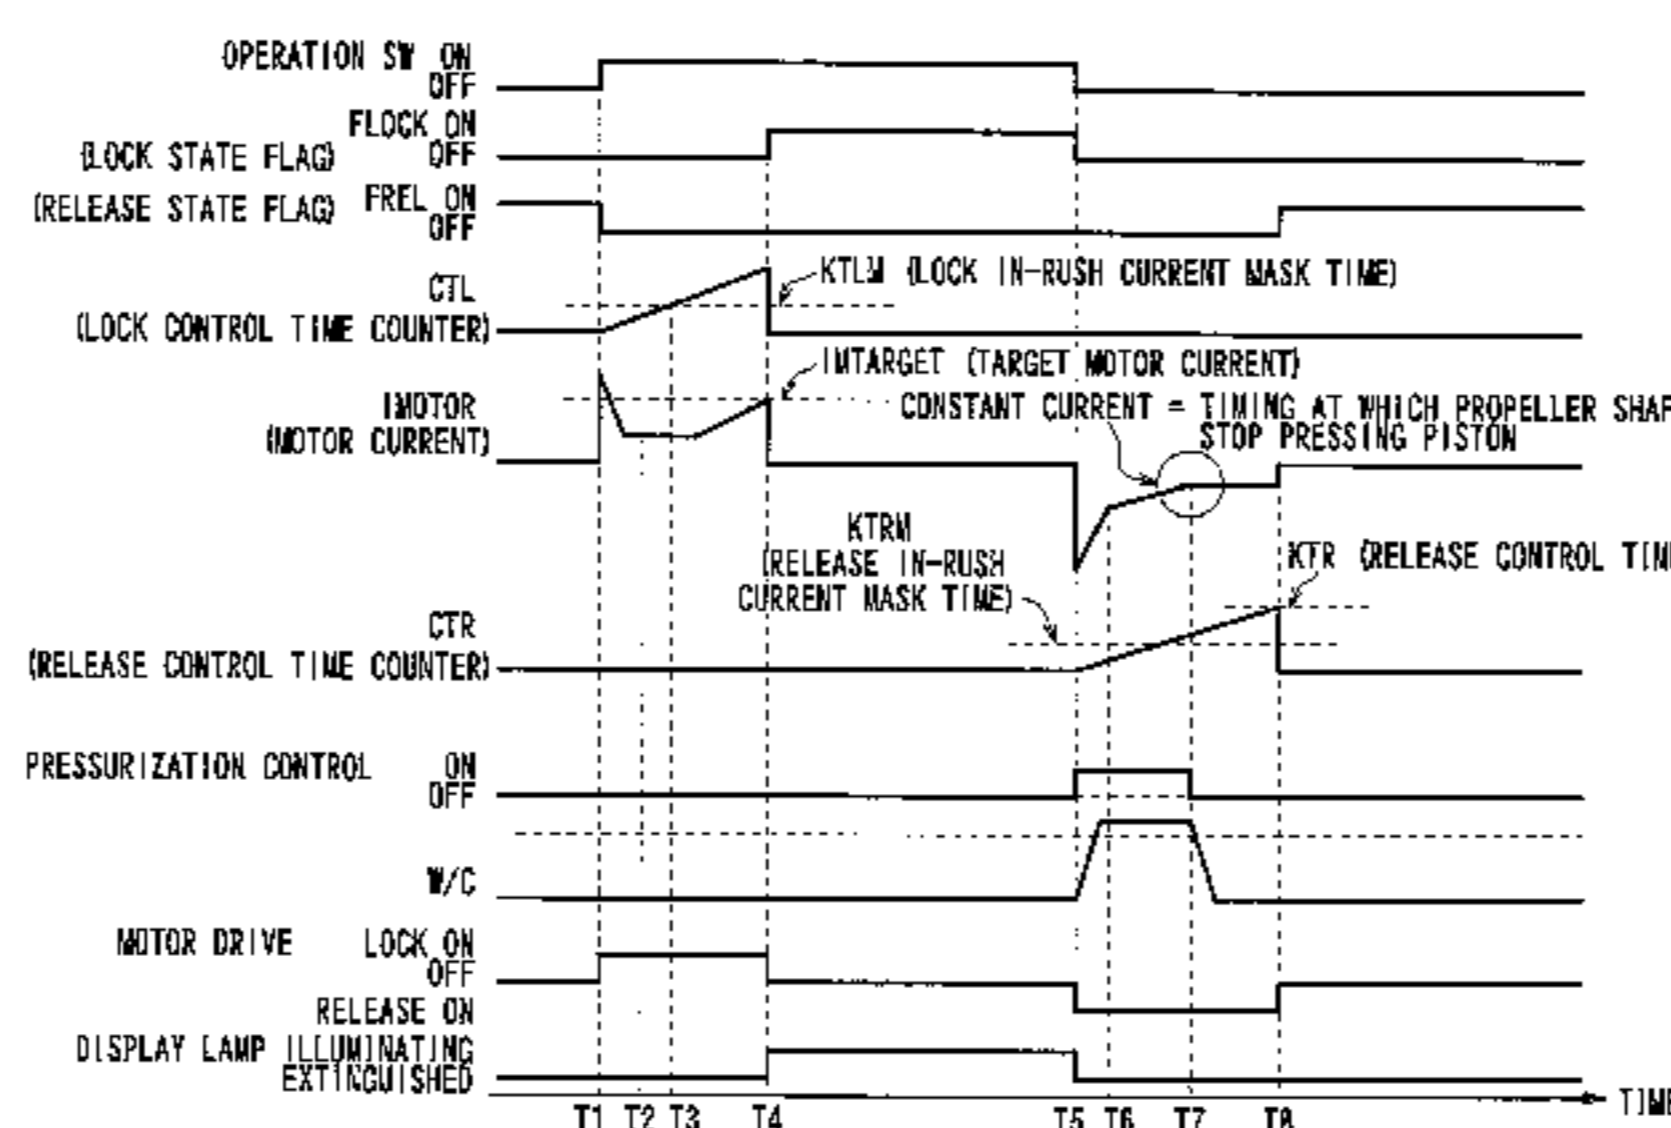 OPERATION SW ON
OFF
FLOCK ON
(LOCK STATE FLAG) OFF
(RELEASE STATE FLAG) FREL ON
OFF
KTLM (LOCK IN-RUSH CURRENT MASK TIME)
CTL
(LOCK CONTROL TIME COUNTER)
IMTARGET (TARGET MOTOR CURRENT)
IMOTOR
(MOTOR CURRENT)
CONSTANT CURRENT = TIMING AT WHICH PROPELLER SHAF
STOP PRESSING PISTON
KTRM
(RELEASE IN-RUSH
CURRENT MASK TIME)
KTR (RELEASE CONTROL TIME
CTR
(RELEASE CONTROL TIME COUNTER)
PRESSURIZATION CONTROL ON
OFF
W/C
MOTOR DRIVE LOCK ON
OFF
RELEASE ON
DISPLAY LAMP ILLUMINATING
EXTINGUISHED
TIME
T1 T2 T3 T4 T5 T6 T7 T8